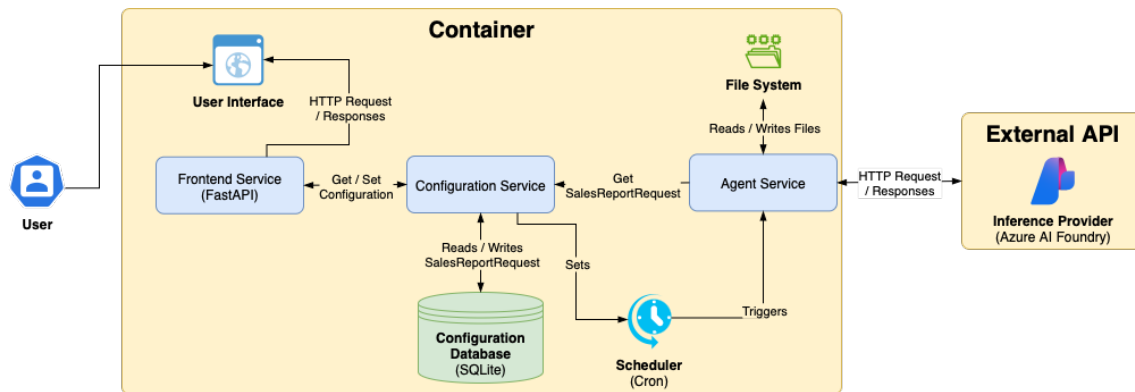 Container
User Interface
HTTP Request
/ Responses
File System
Reads / Writes Files
External API
User
Frontend Service
(FastAPI)
Get / Set
Configuration
Configuration Service
Get
SalesReportRequest
Agent Service
HTTP Request
/ Responses
Inference Provider
(Azure AI Foundry)
Reads / Writes
SalesReportRequest
Sets
Configuration
Database
(SQLite)
Scheduler
(Cron)
Triggers